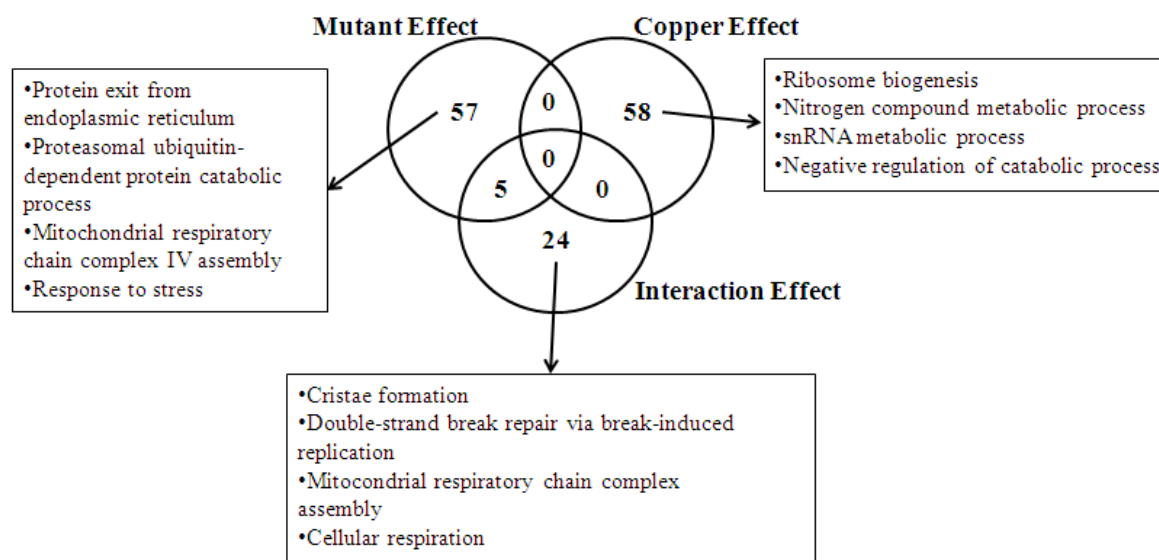 Mutant Effect
Copper Effect
•Protein exit from
endoplasmic reticulum
•Proteasomal ubiquitin-
dependent protein catabolic
process
•Mitochondrial respiratory
chain complex IV assembly
•Response to stress
57
0
58
0
5
0
24
•Ribosome biogenesis
•Nitrogen compound metabolic process
•snRNA metabolic process
•Negative regulation of catabolic process
Interaction Effect
•Cristae formation
•Double-strand break repair via break-induced
replication
•Mitocondrial respiratory chain complex
assembly
•Cellular respiration